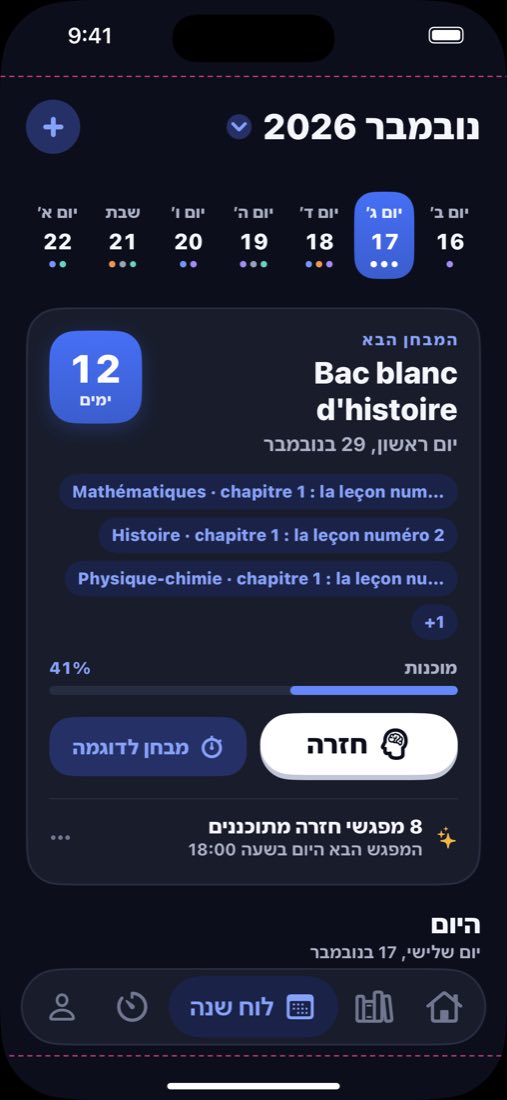 9:41
נובמבר 2026
יום ב׳ יום ג׳ יום ד׳ יום ה׳ יום ו׳ שבת יום א׳
16 17 18 19 20 21 22
המבחן הבא
Bac blanc
d'histoire
12
ימים
יום ראשון, 29 בנובמבר
Mathématiques · chapitre 1 : la leçon num...
Histoire · chapitre 1 : la leçon numéro 2
Physique-chimie · chapitre 1 : la leçon nu...
+1
מוכנות 41%
חזרה
מבחן לדוגמה
8 מפגשי חזרה מתוכננים
המפגש הבא היום בשעה 18:00
היום
יום שלישי, 17 בנובמבר
לוח שנה